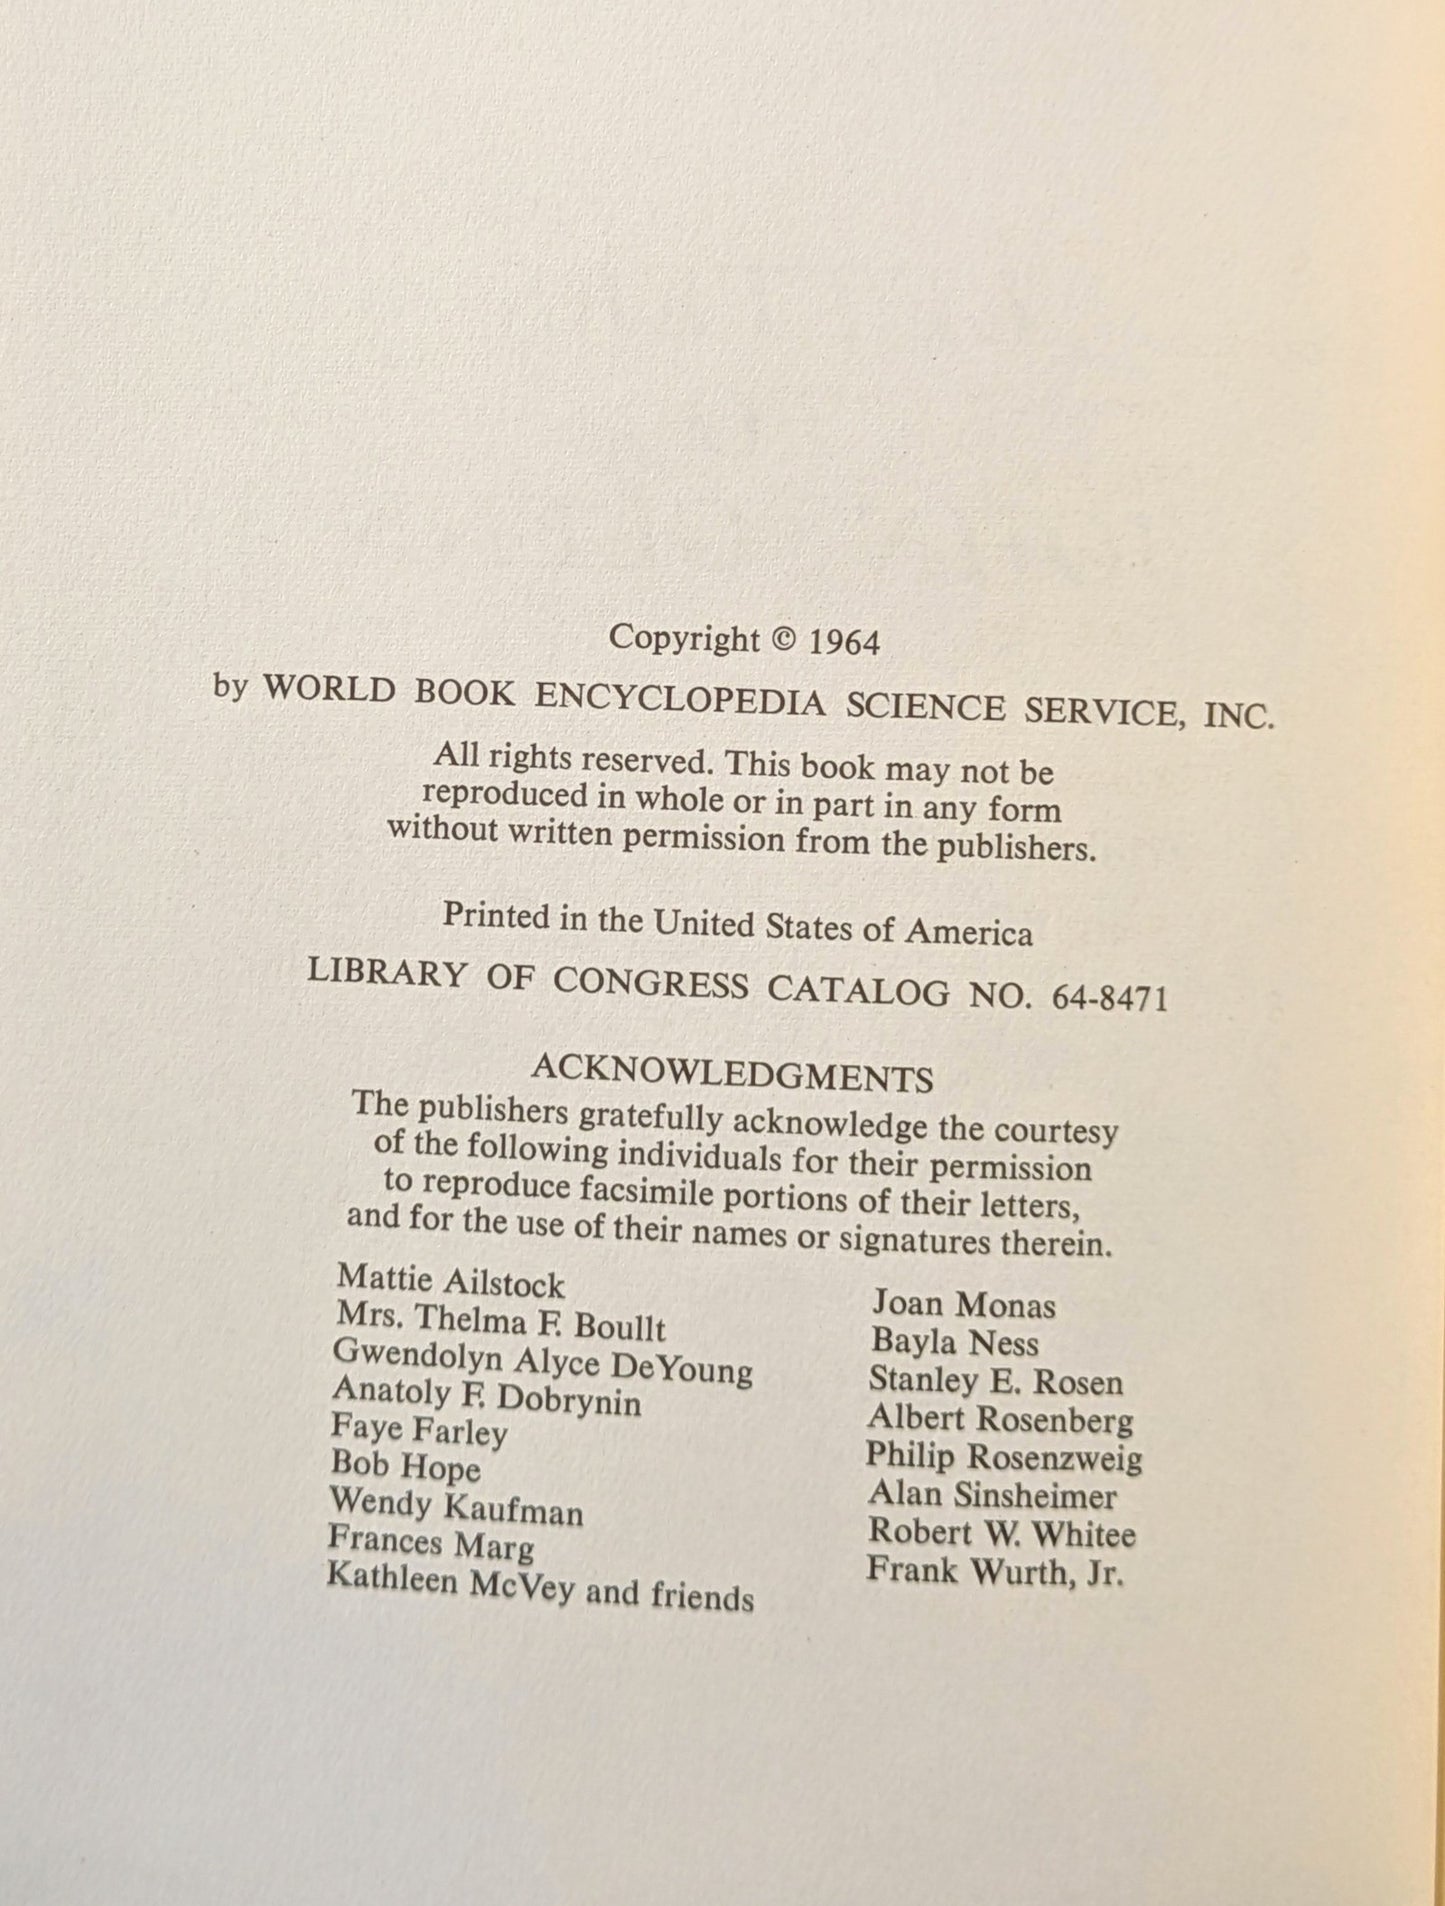 Copyright © 1964
by WORLD BOOK ENCYCLOPEDIA SCIENCE SERVICE, INC.
All rights reserved. This book may not be
reproduced in whole or in part in any form
without written permission from the publishers.
Printed in the United States of America
LIBRARY OF CONGRESS CATALOG NO. 64-8471
ACKNOWLEDGMENTS
The publishers gratefully acknowledge the courtesy
of the following individuals for their permission
to reproduce facsimile portions of their letters,
and for the use of their names or signatures therein.
Mattie Ailstock
Mrs. Thelma F. Boullt
Gwendolyn Alyce DeYoung
Anatoly F. Dobrynin
Faye Farley
Bob Hope
Wendy Kaufman
Frances Marg
Kathleen McVey and friends
Joan Monas
Bayla Ness
Stanley E. Rosen
Albert Rosenberg
Philip Rosenzweig
Alan Sinsheimer
Robert W. Whitee
Frank Wurth, Jr.